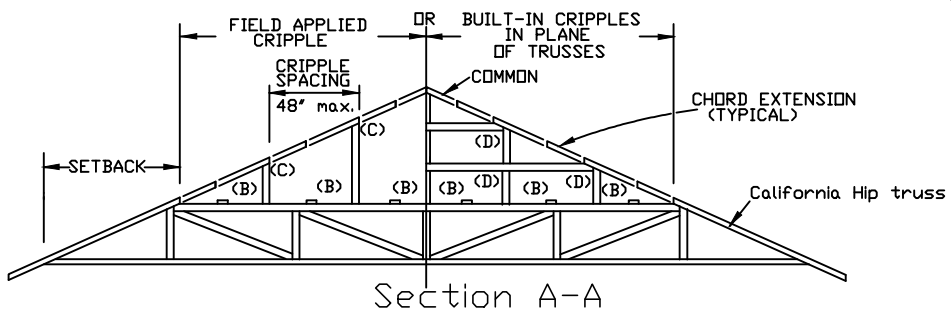 FIELD APPLIED
CRIPPLE
OR
BUILT-IN CRIPPLES
IN PLANE
OF TRUSSES
CRIPPLE
SPACING
48" max.
COMMON
CHORD EXTENSION
(TYPICAL)
SETBACK
(C)
(C)
(D)
(D)
(D)
(B)
(B)
(B)
(B)
(B)
(B)
California Hip truss
Section A-A